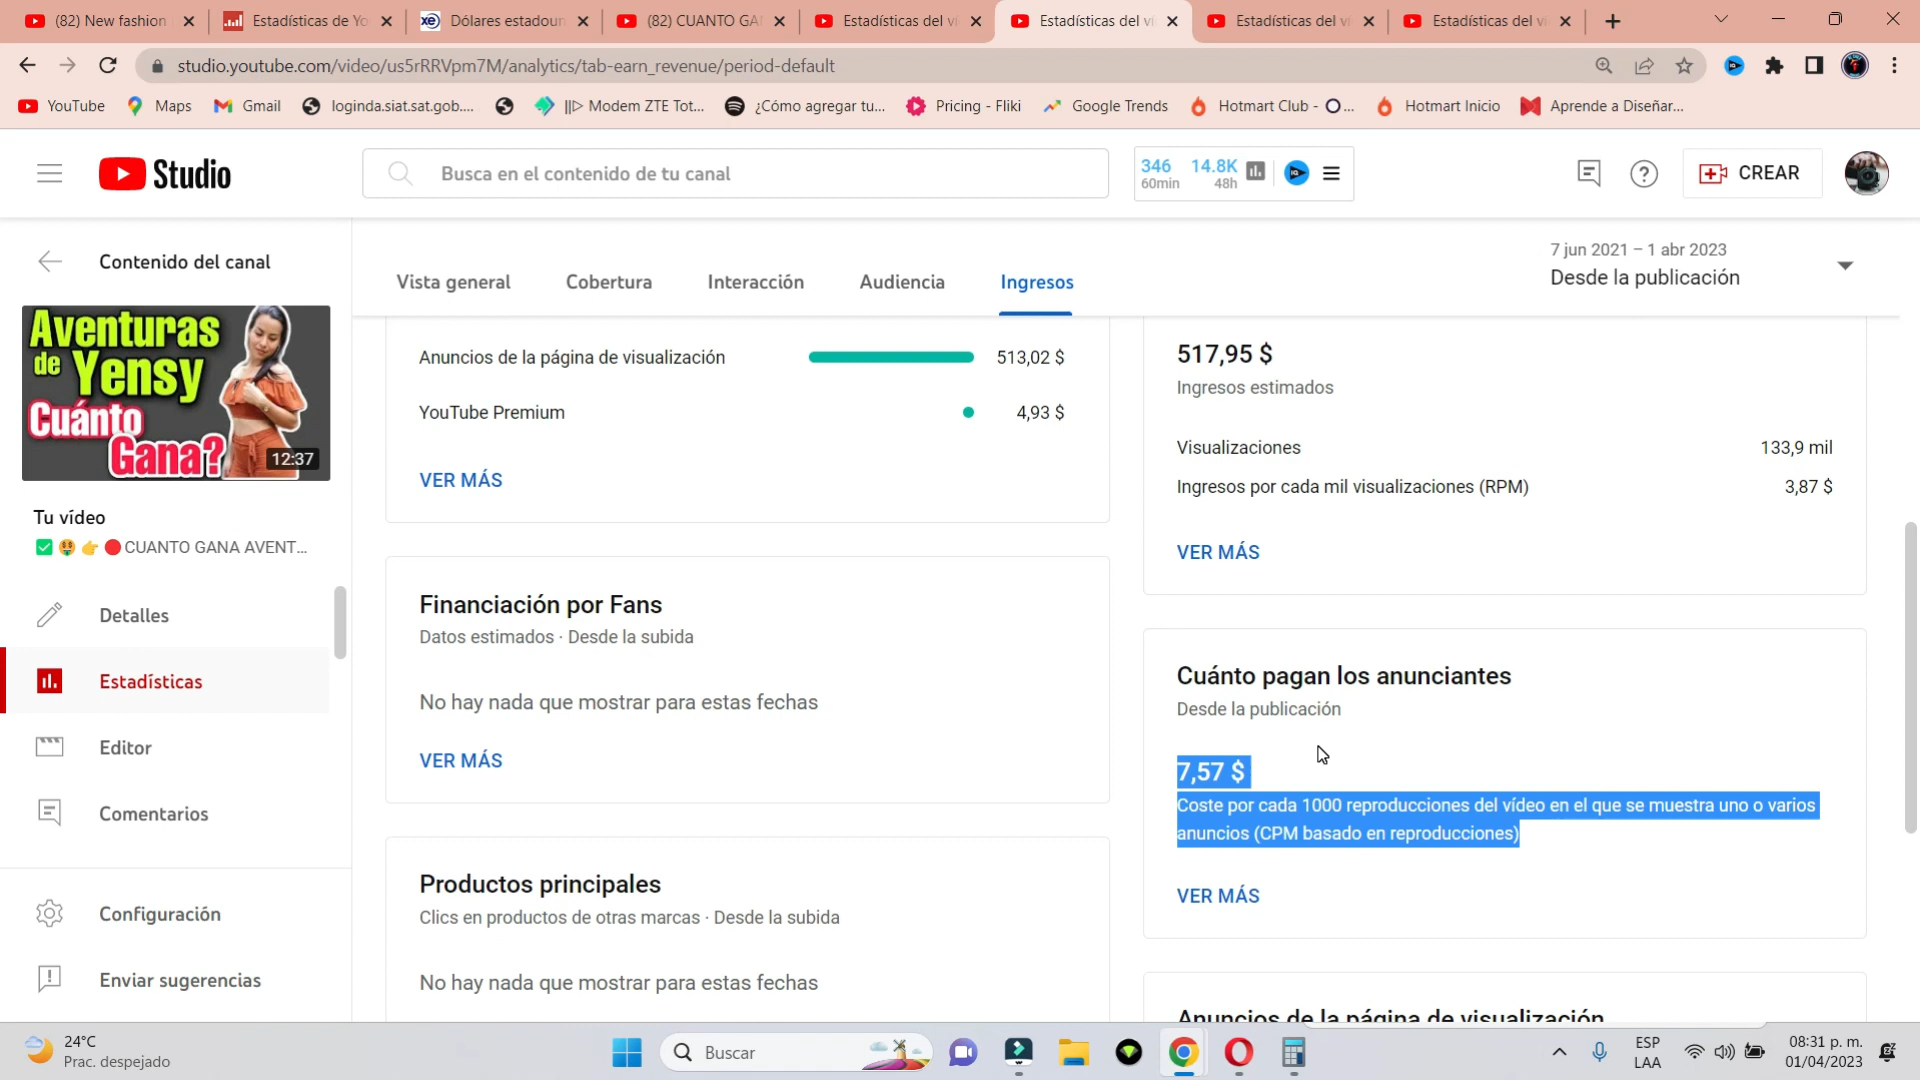 (82) New fashion
Estadísticas de Yo
Dólares estadoun
(82) CUANTO GA
Estadísticas del vi
Estadísticas del vi
Estadísticas del vi
Estadísticas del vi
studio.youtube.com/video/us5rRRVpm7M/analytics/tab-earn_revenue/period-default
YouTube
Maps
Gmail
loginda.siat.sat.gob....
||▷ Modem ZTE Tot...
¿Cómo agregar tu...
Pricing - Fliki
Google Trends
Hotmart Club - O...
Hotmart Inicio
Aprende a Diseñar...
Studio
Busca en el contenido de tu canal
346 14.8K
60min 48h
CREAR
Contenido del canal
Vista general
Cobertura
Interacción
Audiencia
Ingresos
7 jun 2021 – 1 abr 2023
Desde la publicación
Aventuras
de Yensy
Cuánto
Gana?
12:37
Tu vídeo
✅ 🤑 👉 🔴 CUANTO GANA AVENT...
Detalles
Estadísticas
Editor
Comentarios
Configuración
Enviar sugerencias
Anuncios de la página de visualización 513,02 $
YouTube Premium 4,93 $
VER MÁS
Financiación por Fans
Datos estimados · Desde la subida
No hay nada que mostrar para estas fechas
VER MÁS
Productos principales
Clics en productos de otras marcas · Desde la subida
No hay nada que mostrar para estas fechas
517,95 $
Ingresos estimados
Visualizaciones 133,9 mil
Ingresos por cada mil visualizaciones (RPM) 3,87 $
VER MÁS
Cuánto pagan los anunciantes
Desde la publicación
7,57 $
Coste por cada 1000 reproducciones del vídeo en el que se muestra uno o varios
anuncios (CPM basado en reproducciones)
VER MÁS
Anuncios de la página de visualización
24°C
Prac. despejado
Buscar
ESP
LAA
08:31 p. m.
01/04/2023